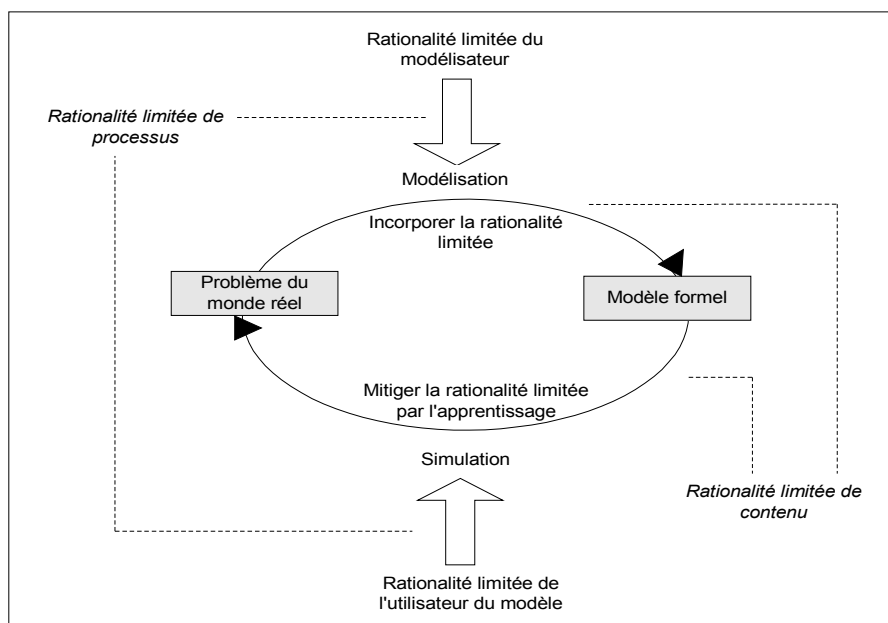 Rationalité limitée du
modélisateur
Rationalité limitée de
processus
Modélisation
Incorporer la rationalité
limitée
Problème du
monde réel
Modèle formel
Mitiger la rationalité limitée
par l'apprentissage
Simulation
Rationalité limitée de
contenu
Rationalité limitée de
l'utilisateur du modèle